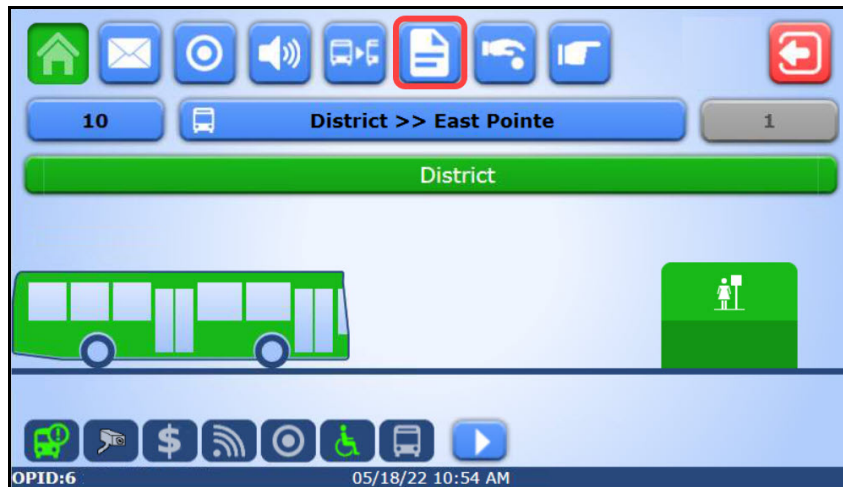 10
District >> East Pointe
1
District
$
OPID:6
05/18/22 10:54 AM